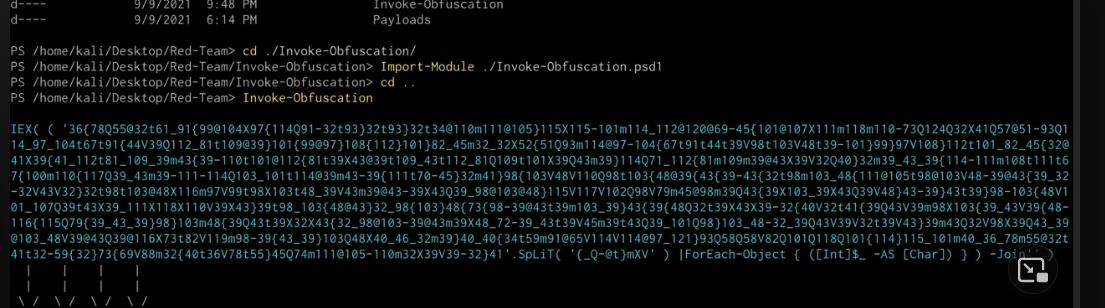 d----          9/9/2021  9:48 PM                Invoke-Obfuscation
d----          9/9/2021  6:14 PM                Payloads
PS /home/kali/Desktop/Red-Team> cd ./Invoke-Obfuscation/
PS /home/kali/Desktop/Red-Team/Invoke-Obfuscation> Import-Module ./Invoke-Obfuscation.psd1
PS /home/kali/Desktop/Red-Team/Invoke-Obfuscation> cd ..
PS /home/kali/Desktop/Red-Team> Invoke-Obfuscation
IEX( ( '36{78Q55@32t61_91{99@104X97{114Q91-32t93}32t93}32t34@110m111@105}115X115-101m114_112@120@69-45{101@107X111m118m110-73Q124Q32X41Q57@51-93Q1
14_97_104t67t91{44V39Q112_81t109@39}101{99@97}108{112}101}82_45m32_32X52{51Q93m114@97-104{67t91t44t39V98t103V48t39-101}99}97V108}112t101_82_45{32@
41X39{41_112t81_109_39m43{39-110t101@112{81t39X43@39t109_43t112_81Q109t101X39Q43m39}114Q71_112{81m109m39@43X39V32Q40}32m39_43_39{114-111m108t111t6
7{100m110{117Q39_43m39-111-114Q103_101t114@39m43-39{111t70-45}32m41}98{103V48V110Q98t103{48@39{43{39-43{32t98m103_48{111@105t98@103V48-39@43{39_32
-32V43V32}32t98t103@48X116m97V99t98X103t48_39V43m39@43-39X43Q39_98@103@48}115V117V102Q98V79m45@98m39Q43{39X103_39X43Q39V48}43-39}43t39}98-103{48V1
01_107Q39t43X39_111X118X110V39X43}39t98_103{48@43}32_98{103}48{73{98-39@43t39m103_39}43{39{48Q32t39X43X39-32{40V32t41{39Q43V39m98X103{39_43V39{48-
116{115Q79{39_43_39}98}103m48{39Q43t39X32X43{32_98@103-39@43m39X48_72-39_43t39V45m39t43Q39_101Q98}103_48-32_39Q43V39V32t39V43}39m43Q32V98X39Q43_39
@103_48V39@43Q39@116X73t82V119m98-39{43_39}103Q48X40_46_32m39}40_40{34t59m91@65V114V114@97_121}93Q58Q58V82Q101Q118Q101{114}115_101m40_36_78m55@32t
41t32-59{32}73{69V88m32{40t36V78t55}45Q74m111@105-110m32X39V39-32}41'.SpLiT( '{_Q-@t}mXV' ) |ForEach-Object { ([Int]$_ -AS [Char]) } ) -Join'' )